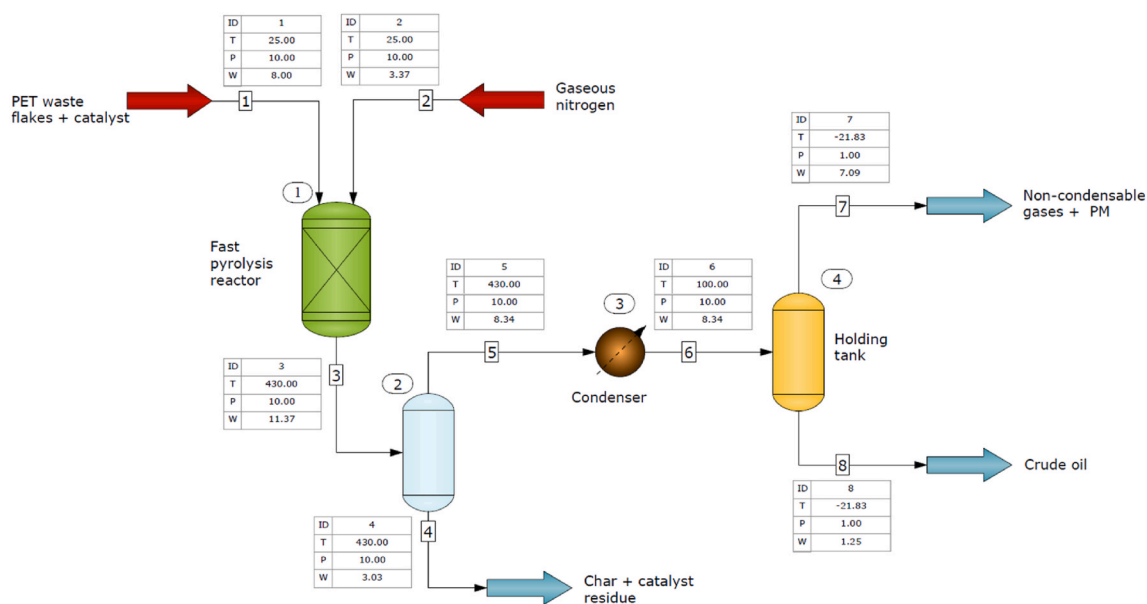 ID 1
T 25.00
P 10.00
W 8.00
ID 2
T 25.00
P 10.00
W 3.37
PET waste
flakes + catalyst
1
2
Gaseous
nitrogen
1
Fast
pyrolysis
reactor
ID 3
T 430.00
P 10.00
W 11.37
3
2
ID 4
T 430.00
P 10.00
W 3.03
4
Char + catalyst
residue
ID 5
T 430.00
P 10.00
W 8.34
5
3
Condenser
ID 6
T 100.00
P 10.00
W 8.34
6
4
Holding
tank
ID 7
T -21.83
P 1.00
W 7.09
7
Non-condensable
gases + PM
8
Crude oil
ID 8
T -21.83
P 1.00
W 1.25